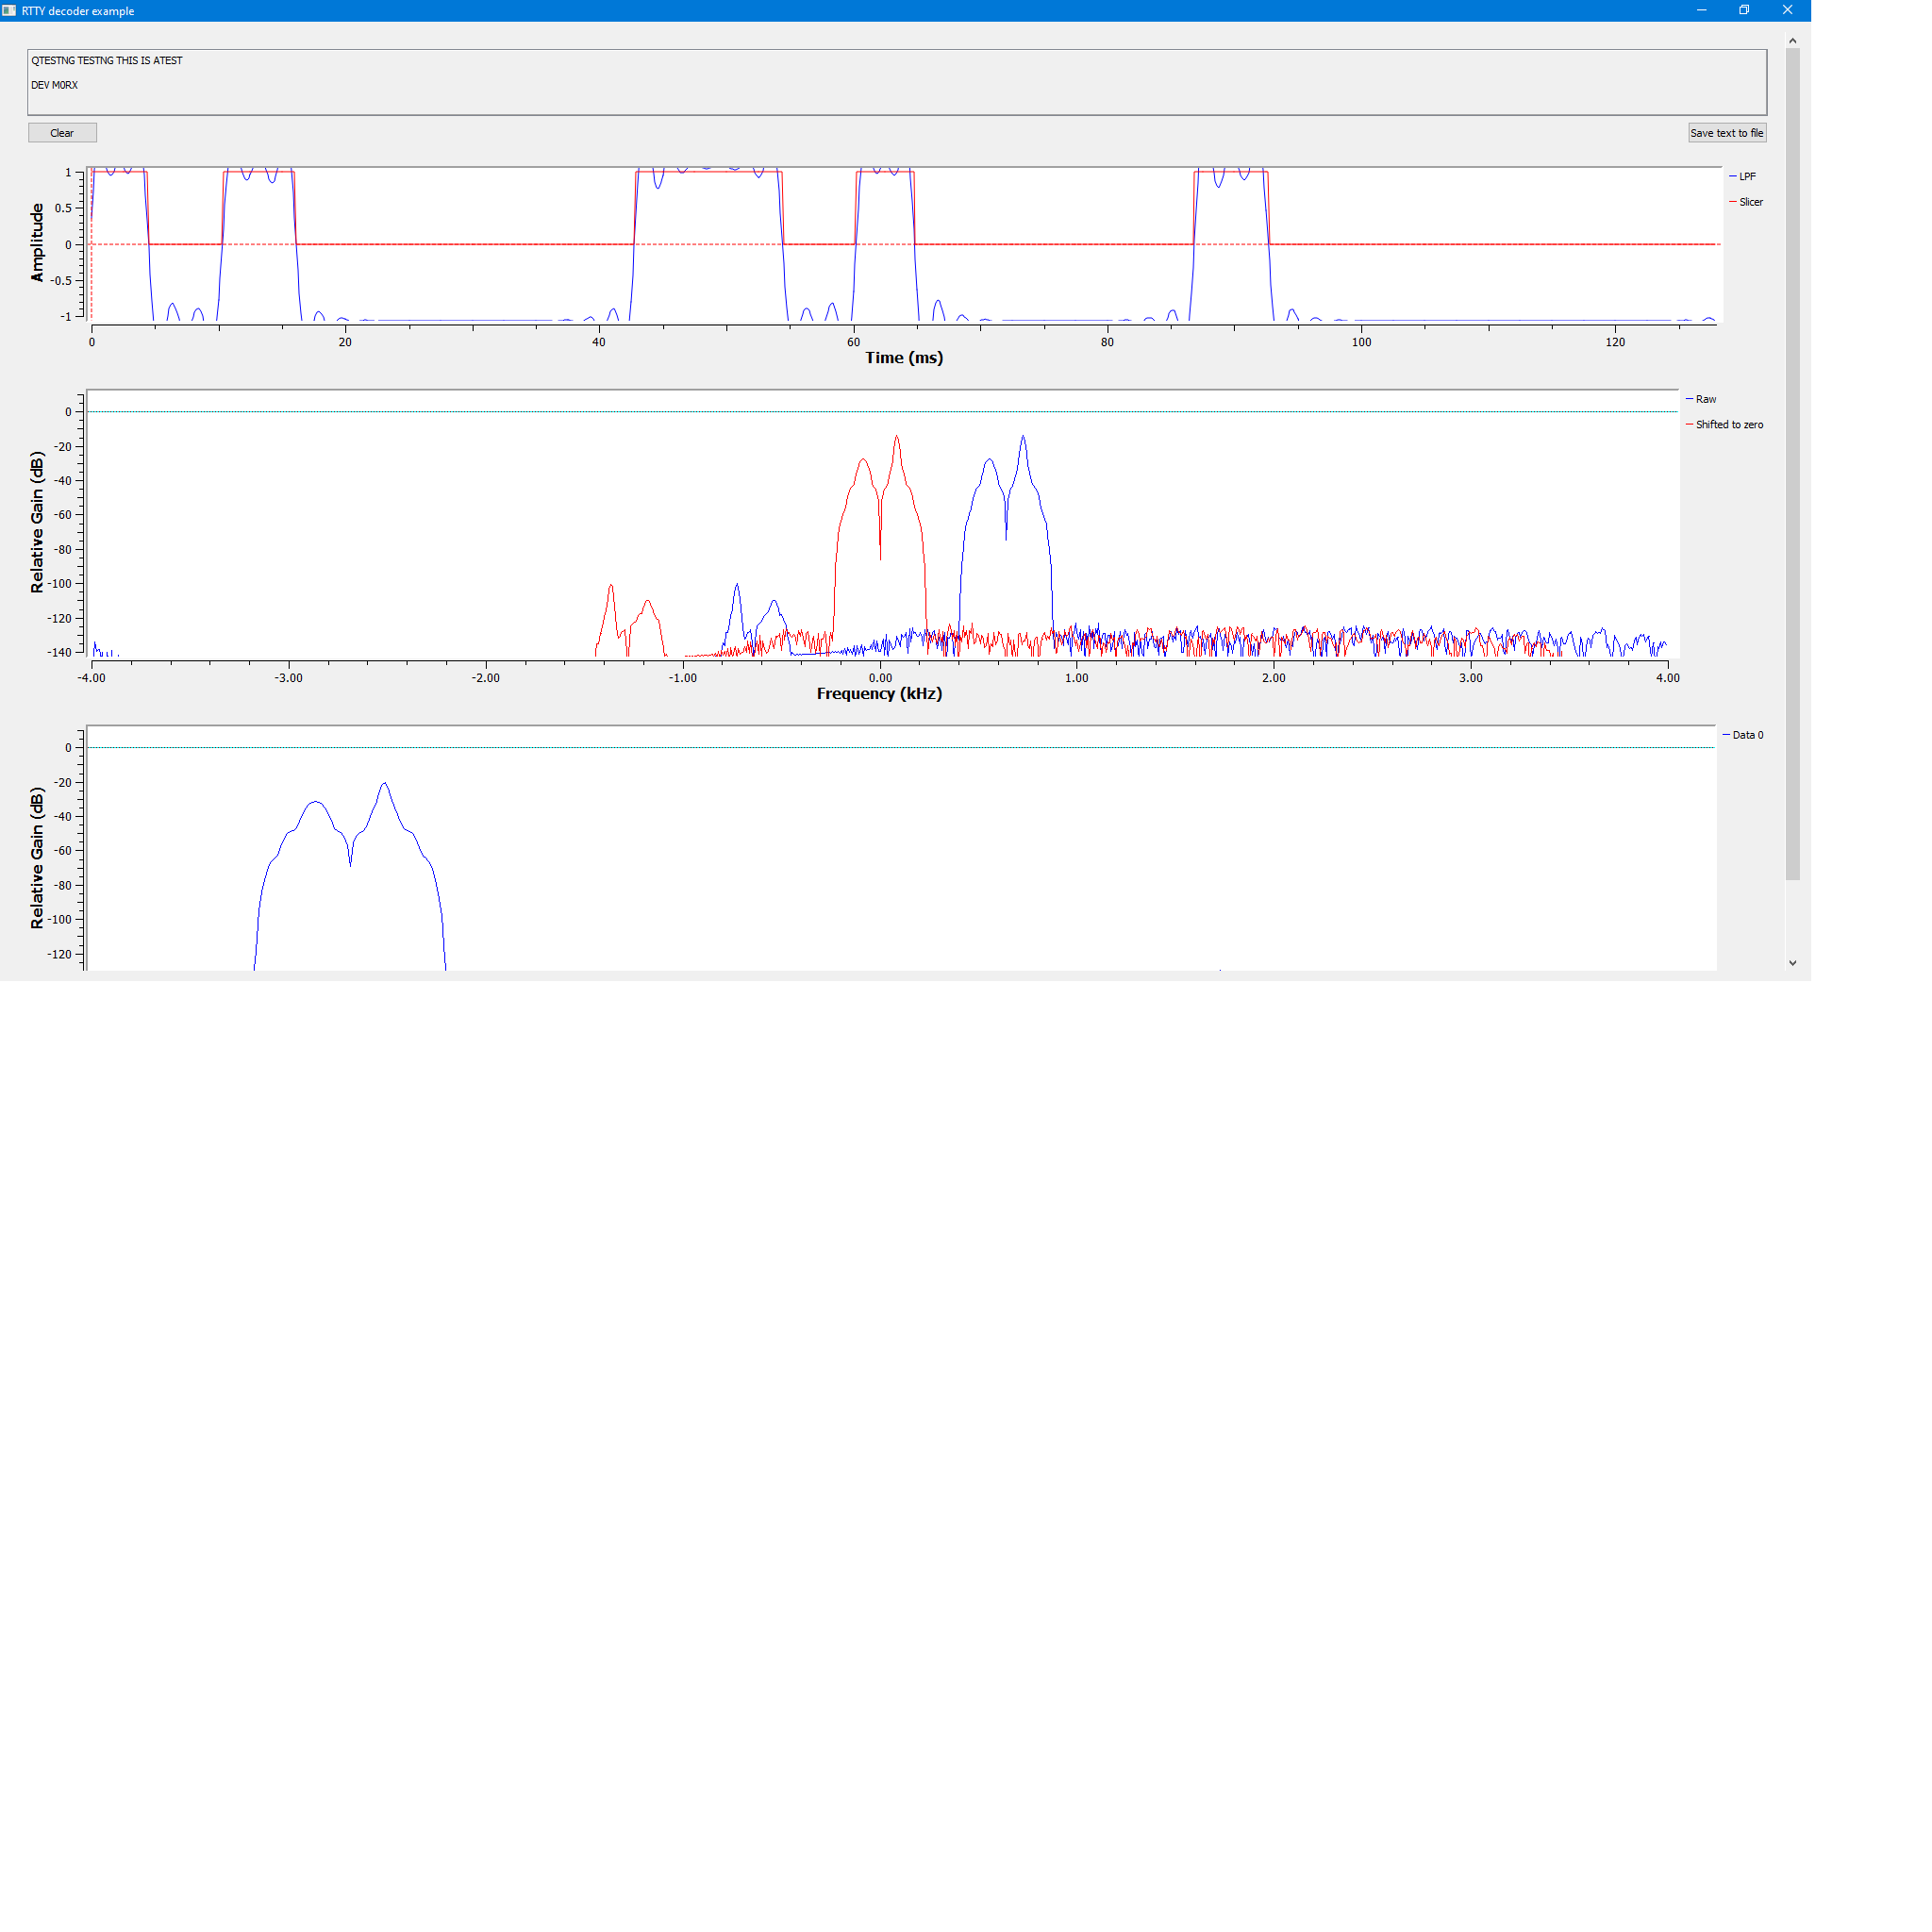 RTTY decoder example
QTESTNG TESTNG THIS IS ATEST
DEV M0RX
Clear
Save text to file
1
0.5
0
-0.5
-1
Amplitude
LPF
Slicer
0 20 40 60 80 100 120
Time (ms)
0
-20
-40
-60
-80
-100
-120
-140
Relative Gain (dB)
Raw
Shifted to zero
-4.00 -3.00 -2.00 -1.00 0.00 1.00 2.00 3.00 4.00
Frequency (kHz)
0
-20
-40
-60
-80
-100
-120
Relative Gain (dB)
Data 0